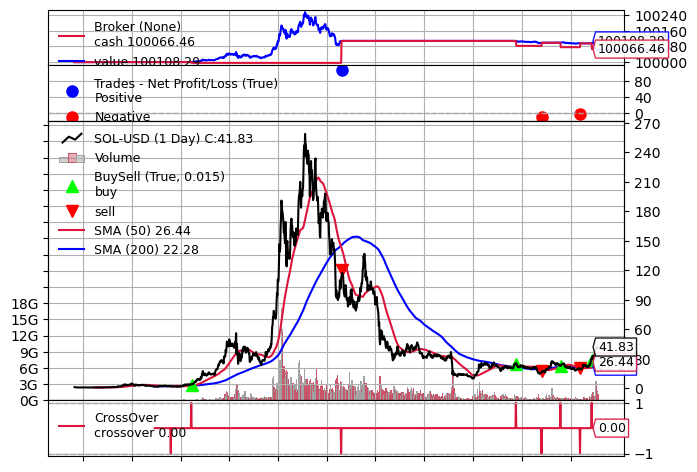 Broker (None)
cash 100066.46
value 100108.29
100240
100160
80
100000
100108.29
100066.46
Trades - Net Profit/Loss (True)
Positive
Negative
80
40
0
SOL-USD (1 Day) C:41.83
Volume
BuySell (True, 0.015)
buy
sell
SMA (50) 26.44
SMA (200) 22.28
270
240
210
180
150
120
90
60
30
0
41.83
26.44
18G
15G
12G
9G
6G
3G
0G
CrossOver
crossover 0.00
1
0.00
−1